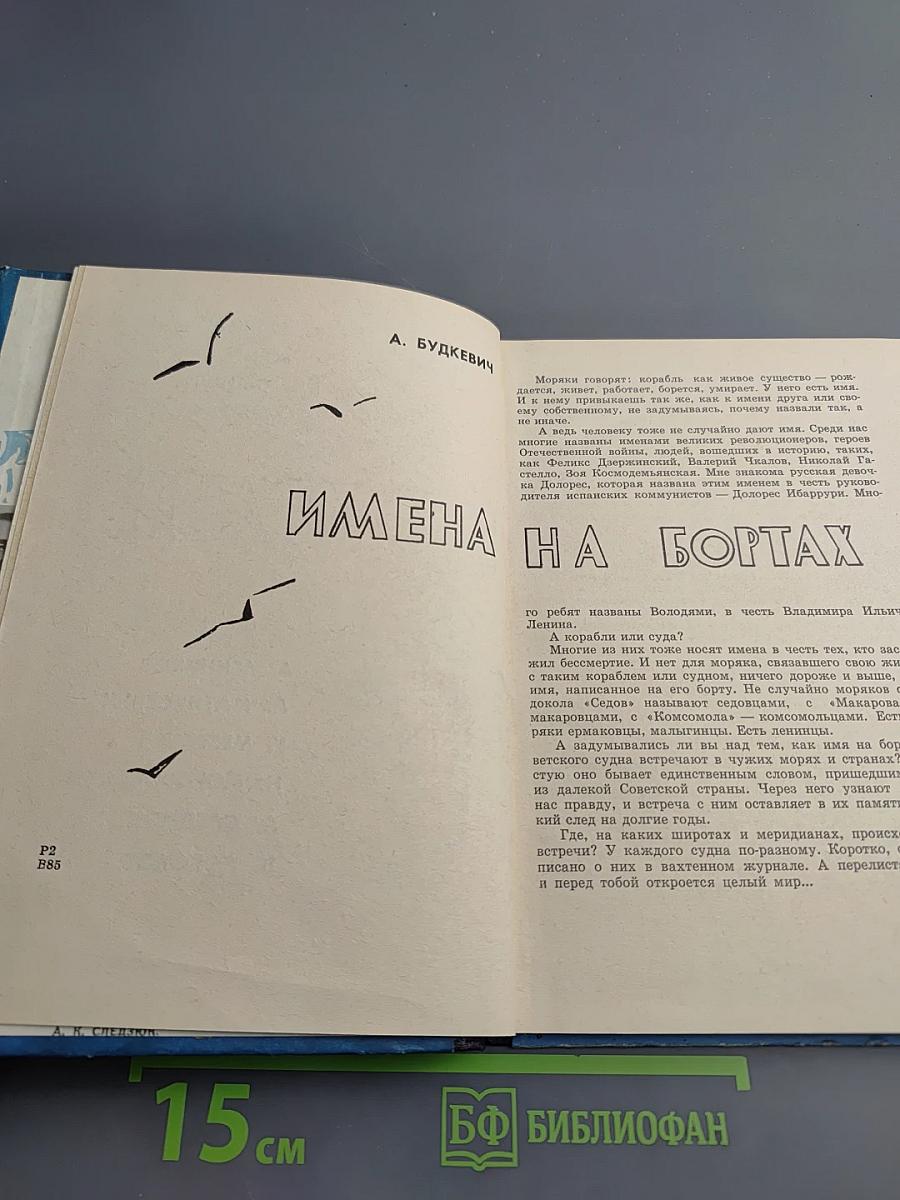 А. БУДКЕВИЧ
ИМЕНА НА БОРТАХ
Р2
В85
Моряки говорят: корабль как живое существо — рож-
дается, живет, работает, борется, умирает. У него есть имя.
И к нему привыкаешь так же, как к имени друга или сво-
ему собственному, не задумываясь, почему назвали так, а
не иначе.
А ведь человеку тоже не случайно дают имя. Среди нас
многие названы именами великих революционеров, героев
Отечественной войны, людей, вошедших в историю, таких,
как Феликс Дзержинский, Валерий Чкалов, Николай Га-
стелло, Зоя Космодемьянская. Мне знакома русская девоч-
ка Долорес, которая названа этим именем в честь руково-
дителя испанских коммунистов — Долорес Ибаррури. Мно-
го ребят названы Володями, в честь Владимира Ильич
Ленина.
А корабли или суда?
Многие из них тоже носят имена в честь тех, кто зас
жил бессмертие. И нет для моряка, связавшего свою жи
с таким кораблем или судном, ничего дороже и выше,
имя, написанное на его борту. Не случайно моряков с
докола «Седов» называют седовцами, с «Макарова
макаровцами, с «Комсомола» — комсомольцами. Есть
ряки ермаковцы, малыгинцы. Есть ленинцы.
А задумывались ли вы над тем, как имя на бор
ветского судна встречают в чужих морях и странах?
стую оно бывает единственным словом, пришедшим
из далекой Советской страны. Через него узнают
нас правду, и встреча с ним оставляет в их памяти
кий след на долгие годы.
Где, на каких широтах и меридианах, происхо
встречи? У каждого судна по-разному. Коротко, с
писано о них в вахтенном журнале. А перелиста
и перед тобой откроется целый мир...
А. К. СЛЕДЗЮК.
15 см
БФ БИБЛИОФАН